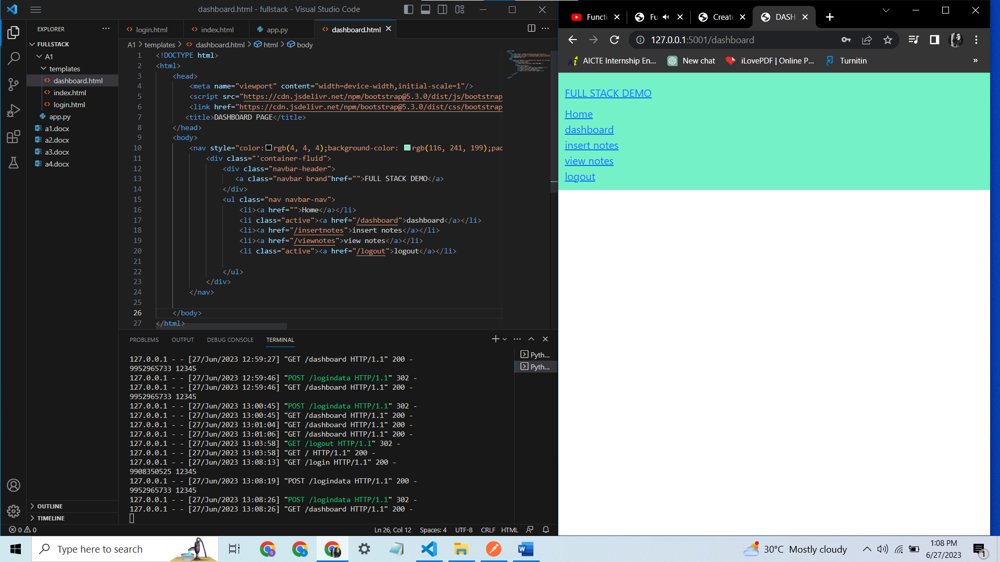 dashboard.html - fullstack - Visual Studio Code
EXPLORER
FULLSTACK
A1
templates
dashboard.html
index.html
login.html
app.py
a1.docx
a2.docx
a3.docx
a4.docx
OUTLINE
TIMELINE
login.html
index.html
app.py
dashboard.html
A1 > templates > dashboard.html > html > body
1 <!DOCTYPE html>
2 <html>
3 <head>
4 <meta name="viewport" content="width=device-width,initial-scale=1"/>
5 <script src="https://cdn.jsdelivr.net/npm/bootstrap@5.3.0/dist/js/bootstrap
6 <link href="https://cdn.jsdelivr.net/npm/bootstrap@5.3.0/dist/css/bootstrap
7 <title>DASHBOARD PAGE</title>
8 </head>
9 <body>
10 <nav style="color:rgb(4, 4, 4);background-color: rgb(116, 241, 199);pad
11 <div class="'container-fluid">
12 <div class="navbar-header">
13 <a class="navbar brand"href="">FULL STACK DEMO</a>
14 </div>
15 <ul class="nav navbar-nav">
16 <li><a href="">Home</a></li>
17 <li class="active"><a href="/dashboard">dashboard</a></li>
18 <li><a href="/insertnotes">insert notes</a></li>
19 <li><a href="/viewnotes">view notes</a></li>
20 <li class="active"><a href="/logout">logout</a></li>
21
22 </ul>
23 </div>
24 </nav>
25
26 </body>
27 </html>
PROBLEMS OUTPUT DEBUG CONSOLE TERMINAL
Pyth...
Pyth...
127.0.0.1 - - [27/Jun/2023 12:59:27] "GET /dashboard HTTP/1.1" 200 -
9952965733 12345
127.0.0.1 - - [27/Jun/2023 12:59:46] "POST /logindata HTTP/1.1" 302 -
127.0.0.1 - - [27/Jun/2023 12:59:46] "GET /dashboard HTTP/1.1" 200 -
9952965733 12345
127.0.0.1 - - [27/Jun/2023 13:00:45] "POST /logindata HTTP/1.1" 302 -
127.0.0.1 - - [27/Jun/2023 13:00:45] "GET /dashboard HTTP/1.1" 200 -
127.0.0.1 - - [27/Jun/2023 13:01:04] "GET /dashboard HTTP/1.1" 200 -
127.0.0.1 - - [27/Jun/2023 13:01:06] "GET /dashboard HTTP/1.1" 200 -
127.0.0.1 - - [27/Jun/2023 13:03:58] "GET /logout HTTP/1.1" 302 -
127.0.0.1 - - [27/Jun/2023 13:03:58] "GET / HTTP/1.1" 200 -
127.0.0.1 - - [27/Jun/2023 13:08:13] "GET /login HTTP/1.1" 200 -
9908350525 12345
127.0.0.1 - - [27/Jun/2023 13:08:19] "POST /logindata HTTP/1.1" 200 -
9952965733 12345
127.0.0.1 - - [27/Jun/2023 13:08:26] "POST /logindata HTTP/1.1" 302 -
127.0.0.1 - - [27/Jun/2023 13:08:26] "GET /dashboard HTTP/1.1" 200 -
0 0
Ln 26, Col 12 Spaces: 4 UTF-8 CRLF HTML
Functi
Fu
Create
DASH
127.0.0.1:5001/dashboard
AICTE Internship En...
New chat
iLovePDF | Online P...
Turnitin
»
FULL STACK DEMO
Home
dashboard
insert notes
view notes
logout
Type here to search
30°C Mostly cloudy
1:08 PM
6/27/2023
1